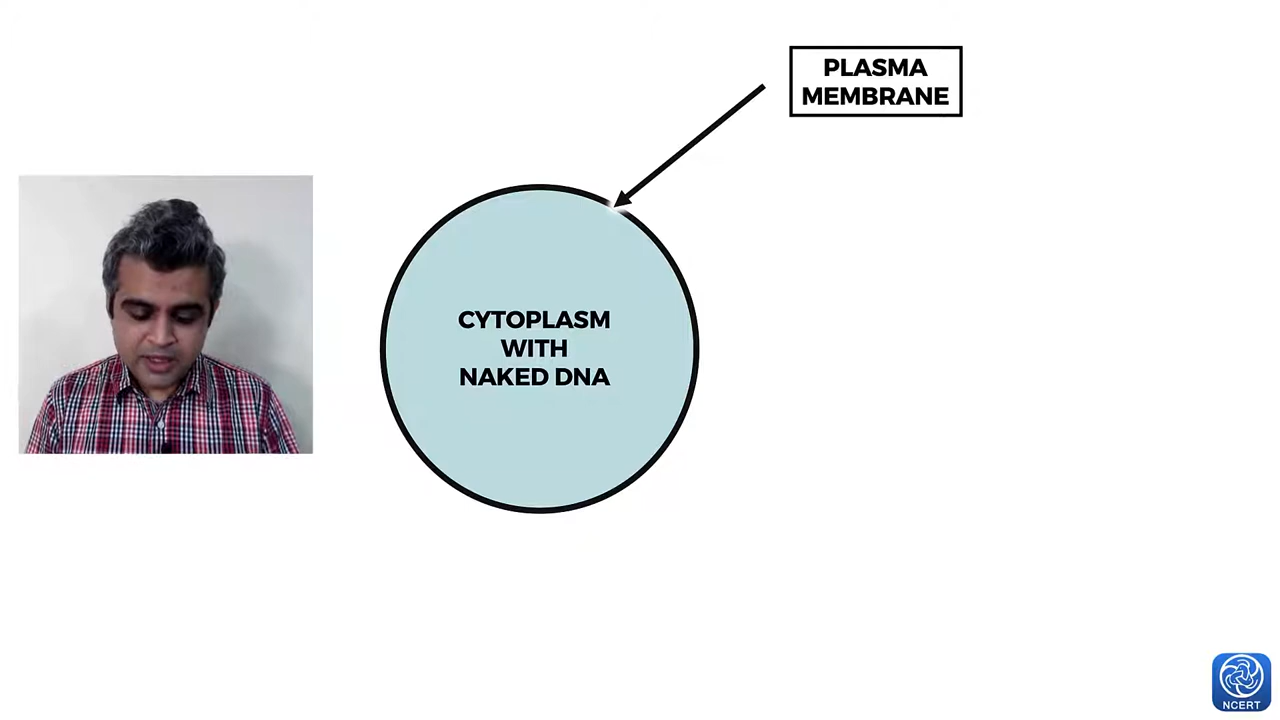 PLASMA
MEMBRANE
CYTOPLASM
WITH
NAKED DNA
NCERT